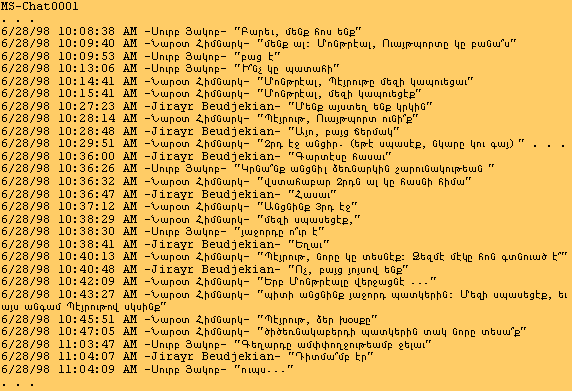 MS-Chat0001
. . .
6/28/98 10:08:38 AM -Սուրբ Յակոբ- "Բարեւ, մենք հոս ենք"
6/28/98 10:09:40 AM -Նարօտ Հիմնարկ- "մենք ալ: Մոնթրէալ, Ուայթպորտը կը բանա՞ս"
6/28/98 10:09:53 AM -Սուրբ Յակոբ- "բաց է"
6/28/98 10:13:06 AM -Սուրբ Յակոբ- "Ի՞նչ կը պատահի"
6/28/98 10:14:41 AM -Նարօտ Հիմնարկ- "Մոնթրէալ, Պէյրութը մեզի կապուեցաւ"
6/28/98 10:15:41 AM -Նարօտ Հիմնարկ- "Մոնթրէալ, մեզի կապուեցէք"
6/28/98 10:27:23 AM -Jirayr Beudjekian- "Մենք այստեղ ենք կրկին"
6/28/98 10:28:14 AM -Նարօտ Հիմնարկ- "Պէյրութ, Ուայթպորտ ունի՞ք"
6/28/98 10:28:48 AM -Jirayr Beudjekian- "Այո, բայց ճերմակ"
6/28/98 10:29:51 AM -Նարօտ Հիմնարկ- "2րդ էջ անցիր. (եթէ սպասէք, նկարը կու գայ) " . . .
6/28/98 10:36:00 AM -Jirayr Beudjekian- "Գարտէսը հասաւ"
6/28/98 10:36:26 AM -Սուրբ Յակոբ- "Կրնա՞նք անցնիլ ձեռնարկին շարունակութեան "
6/28/98 10:36:32 AM -Նարօտ Հիմնարկ- "վստահաբար 2րդն ալ կը հասնի հիմա"
6/28/98 10:36:47 AM -Jirayr Beudjekian- "Հասաւ"
6/28/98 10:37:12 AM -Նարօտ Հիմնարկ- "Անցնինք 3րդ էջ"
6/28/98 10:38:29 AM -Նարօտ Հիմնարկ- "մեզի սպասեցէք,"
6/28/98 10:38:30 AM -Սուրբ Յակոբ- "յաջորդը ո՞ւր է"
6/28/98 10:38:41 AM -Jirayr Beudjekian- "Եղաւ"
6/28/98 10:40:13 AM -Նարօտ Հիմնարկ- "Պէյրութ, նորը կը տեսնէք: Ձեզմէ մէկը հոն գտնուած է՞"
6/28/98 10:40:48 AM -Jirayr Beudjekian- "Ոչ, բայց յոյսով ենք"
6/28/98 10:42:09 AM -Նարօտ Հիմնարկ- "Երբ Մոնթրէալը վերջացնէ ..."
6/28/98 10:43:27 AM -Նարօտ Հիմնարկ- "պիտի անցնինք յաջորդ պատկերին: Մեզի սպասեցէք, եւ
այս անգամ Պէյրութով սկսինք"
6/28/98 10:45:51 AM -Նարօտ Հիմնարկ- "Պէյրութ, ձեր խօսքը"
6/28/98 10:47:05 AM -Նարօտ Հիմնարկ- "ծիծեռնակաբերդի պատկերին տակ նորը տեսա՞ք"
6/28/98 11:03:47 AM -Սուրբ Յակոբ- "Գեղարդը ամփփողջութեամբ ջելաւ"
6/28/98 11:04:07 AM -Jirayr Beudjekian- "Դիտմա՞մբ էր"
6/28/98 11:04:09 AM -Սուրբ Յակոբ- "ուպս..."
. . .